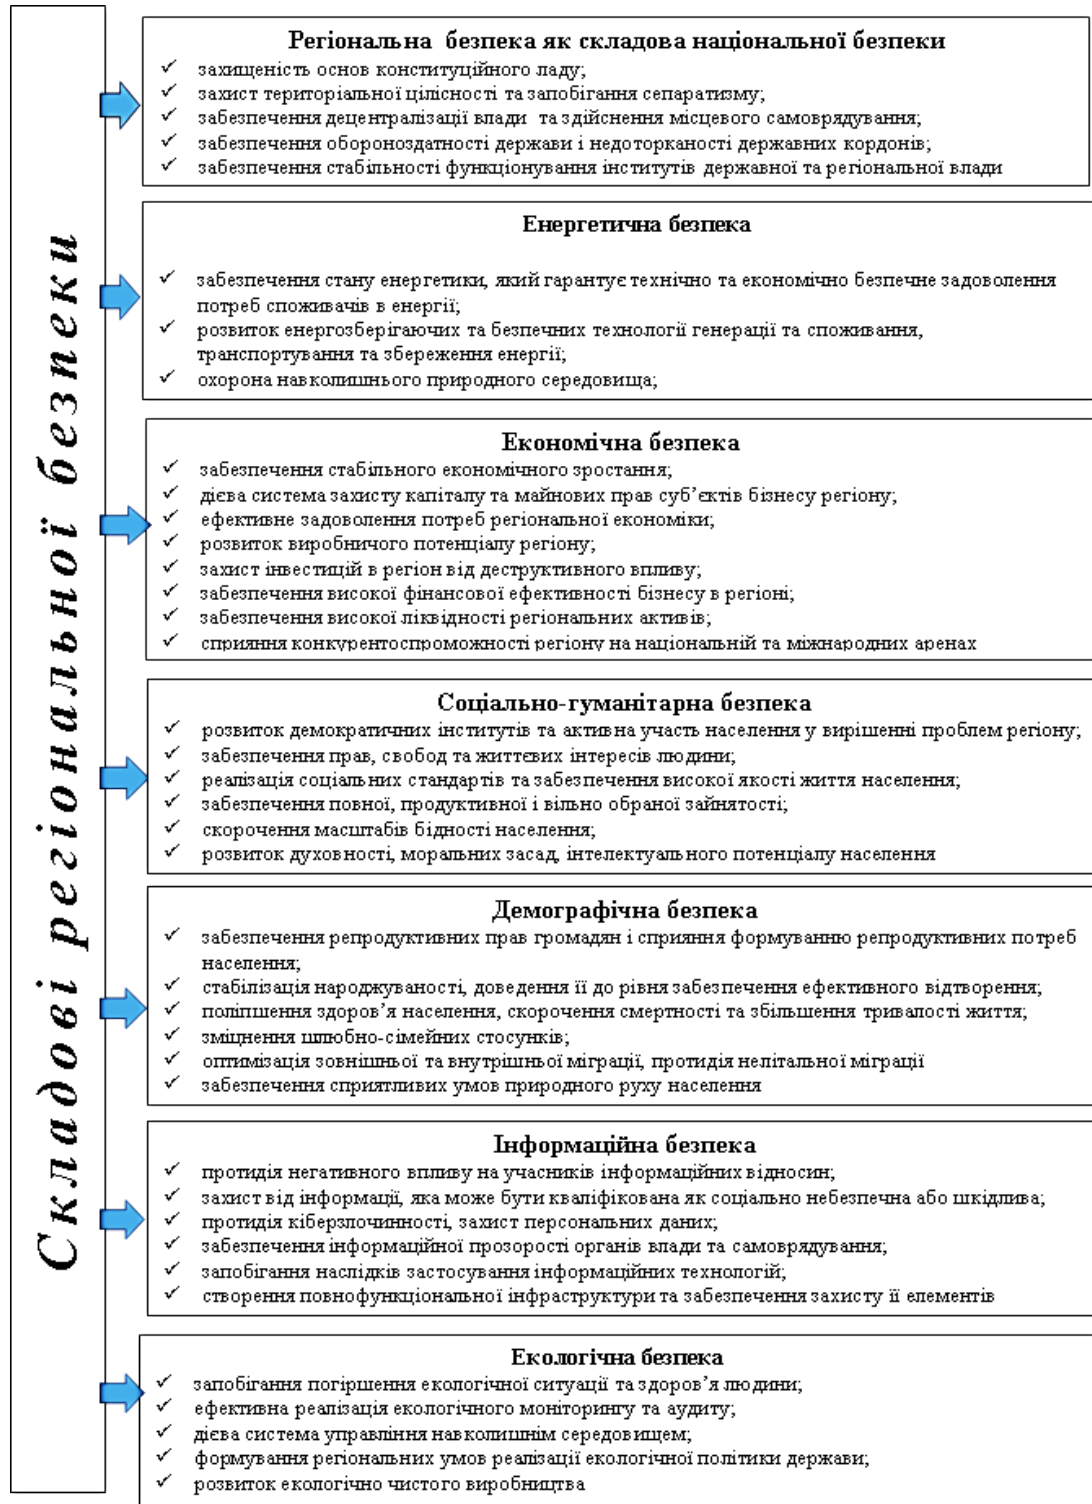 Складові регіональної безпеки
Регіональна безпека як складова національної безпеки
✓ захищеність основ конституційного ладу;
✓ захист територіальної цілісності та запобігання сепаратизму;
✓ забезпечення децентралізації влади та здійснення місцевого самоврядування;
✓ забезпечення обороноздатності держави і недоторканості державних кордонів;
✓ забезпечення стабільності функціонування інститутів державної та регіональної влади
Енергетична безпека
✓ забезпечення стану енергетики, який гарантує технічно та економічно безпечне задоволення
потреб споживачів в енергії;
✓ розвиток енергозберігаючих та безпечних технології генерації та споживання,
транспортування та збереження енергії;
✓ охорона навколишнього природного середовища;
Економічна безпека
✓ забезпечення стабільного економічного зростання;
✓ дієва система захисту капіталу та майнових прав суб’єктів бізнесу регіону;
✓ ефективне задоволення потреб регіональної економіки;
✓ розвиток виробничого потенціалу регіону;
✓ захист інвестицій в регіон від деструктивного впливу;
✓ забезпечення високої фінансової ефективності бізнесу в регіоні;
✓ забезпечення високої ліквідності регіональних активів;
✓ сприяння конкурентоспроможності регіону на національній та міжнародних аренах
Соціально-гуманітарна безпека
✓ розвиток демократичних інститутів та активна участь населення у вирішенні проблем регіону;
✓ забезпечення прав, свобод та життєвих інтересів людини;
✓ реалізація соціальних стандартів та забезпечення високої якості життя населення;
✓ забезпечення повної, продуктивної і вільно обраної зайнятості;
✓ скорочення масштабів бідності населення;
✓ розвиток духовності, моральних засад, інтелектуального потенціалу населення
Демографічна безпека
✓ забезпечення репродуктивних прав громадян і сприяння формуванню репродуктивних потреб
населення;
✓ стабілізація народжуваності, доведення її до рівня забезпечення ефективного відтворення;
✓ поліпшення здоров’я населення, скорочення смертності та збільшення тривалості життя;
✓ зміцнення шлюбно-сімейних стосунків;
✓ оптимізація зовнішньої та внутрішньої міграції, протидія нелітальної міграції
✓ забезпечення сприятливих умов природного руху населення
Інформаційна безпека
✓ протидія негативного впливу на учасників інформаційних відносин;
✓ захист від інформації, яка може бути кваліфікована як соціально небезпечна або шкідлива;
✓ протидія кіберзлочинності, захист персональних даних;
✓ забезпечення інформаційної прозорості органів влади та самоврядування;
✓ запобігання наслідків застосування інформаційних технологій;
✓ створення повнофункціональної інфраструктури та забезпечення захисту її елементів
Екологічна безпека
✓ запобігання погіршення екологічної ситуації та здоров’я людини;
✓ ефективна реалізація екологічного моніторингу та аудиту;
✓ дієва система управління навколишнім середовищем;
✓ формування регіональних умов реалізації екологічної політики держави;
✓ розвиток екологічно чистого виробництва